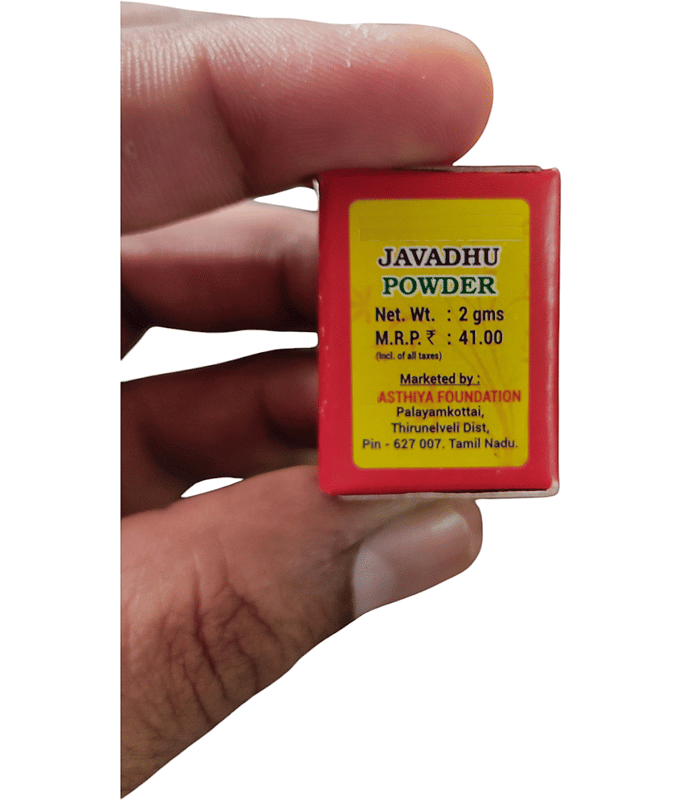 JAVADHU
POWDER
Net. Wt. : 2 gms
M.R.P. ₹ : 41.00
(Incl. of all taxes)
Marketed by :
ASTHIYA FOUNDATION
Palayamkottai,
Thirunelveli Dist,
Pin - 627 007. Tamil Nadu.